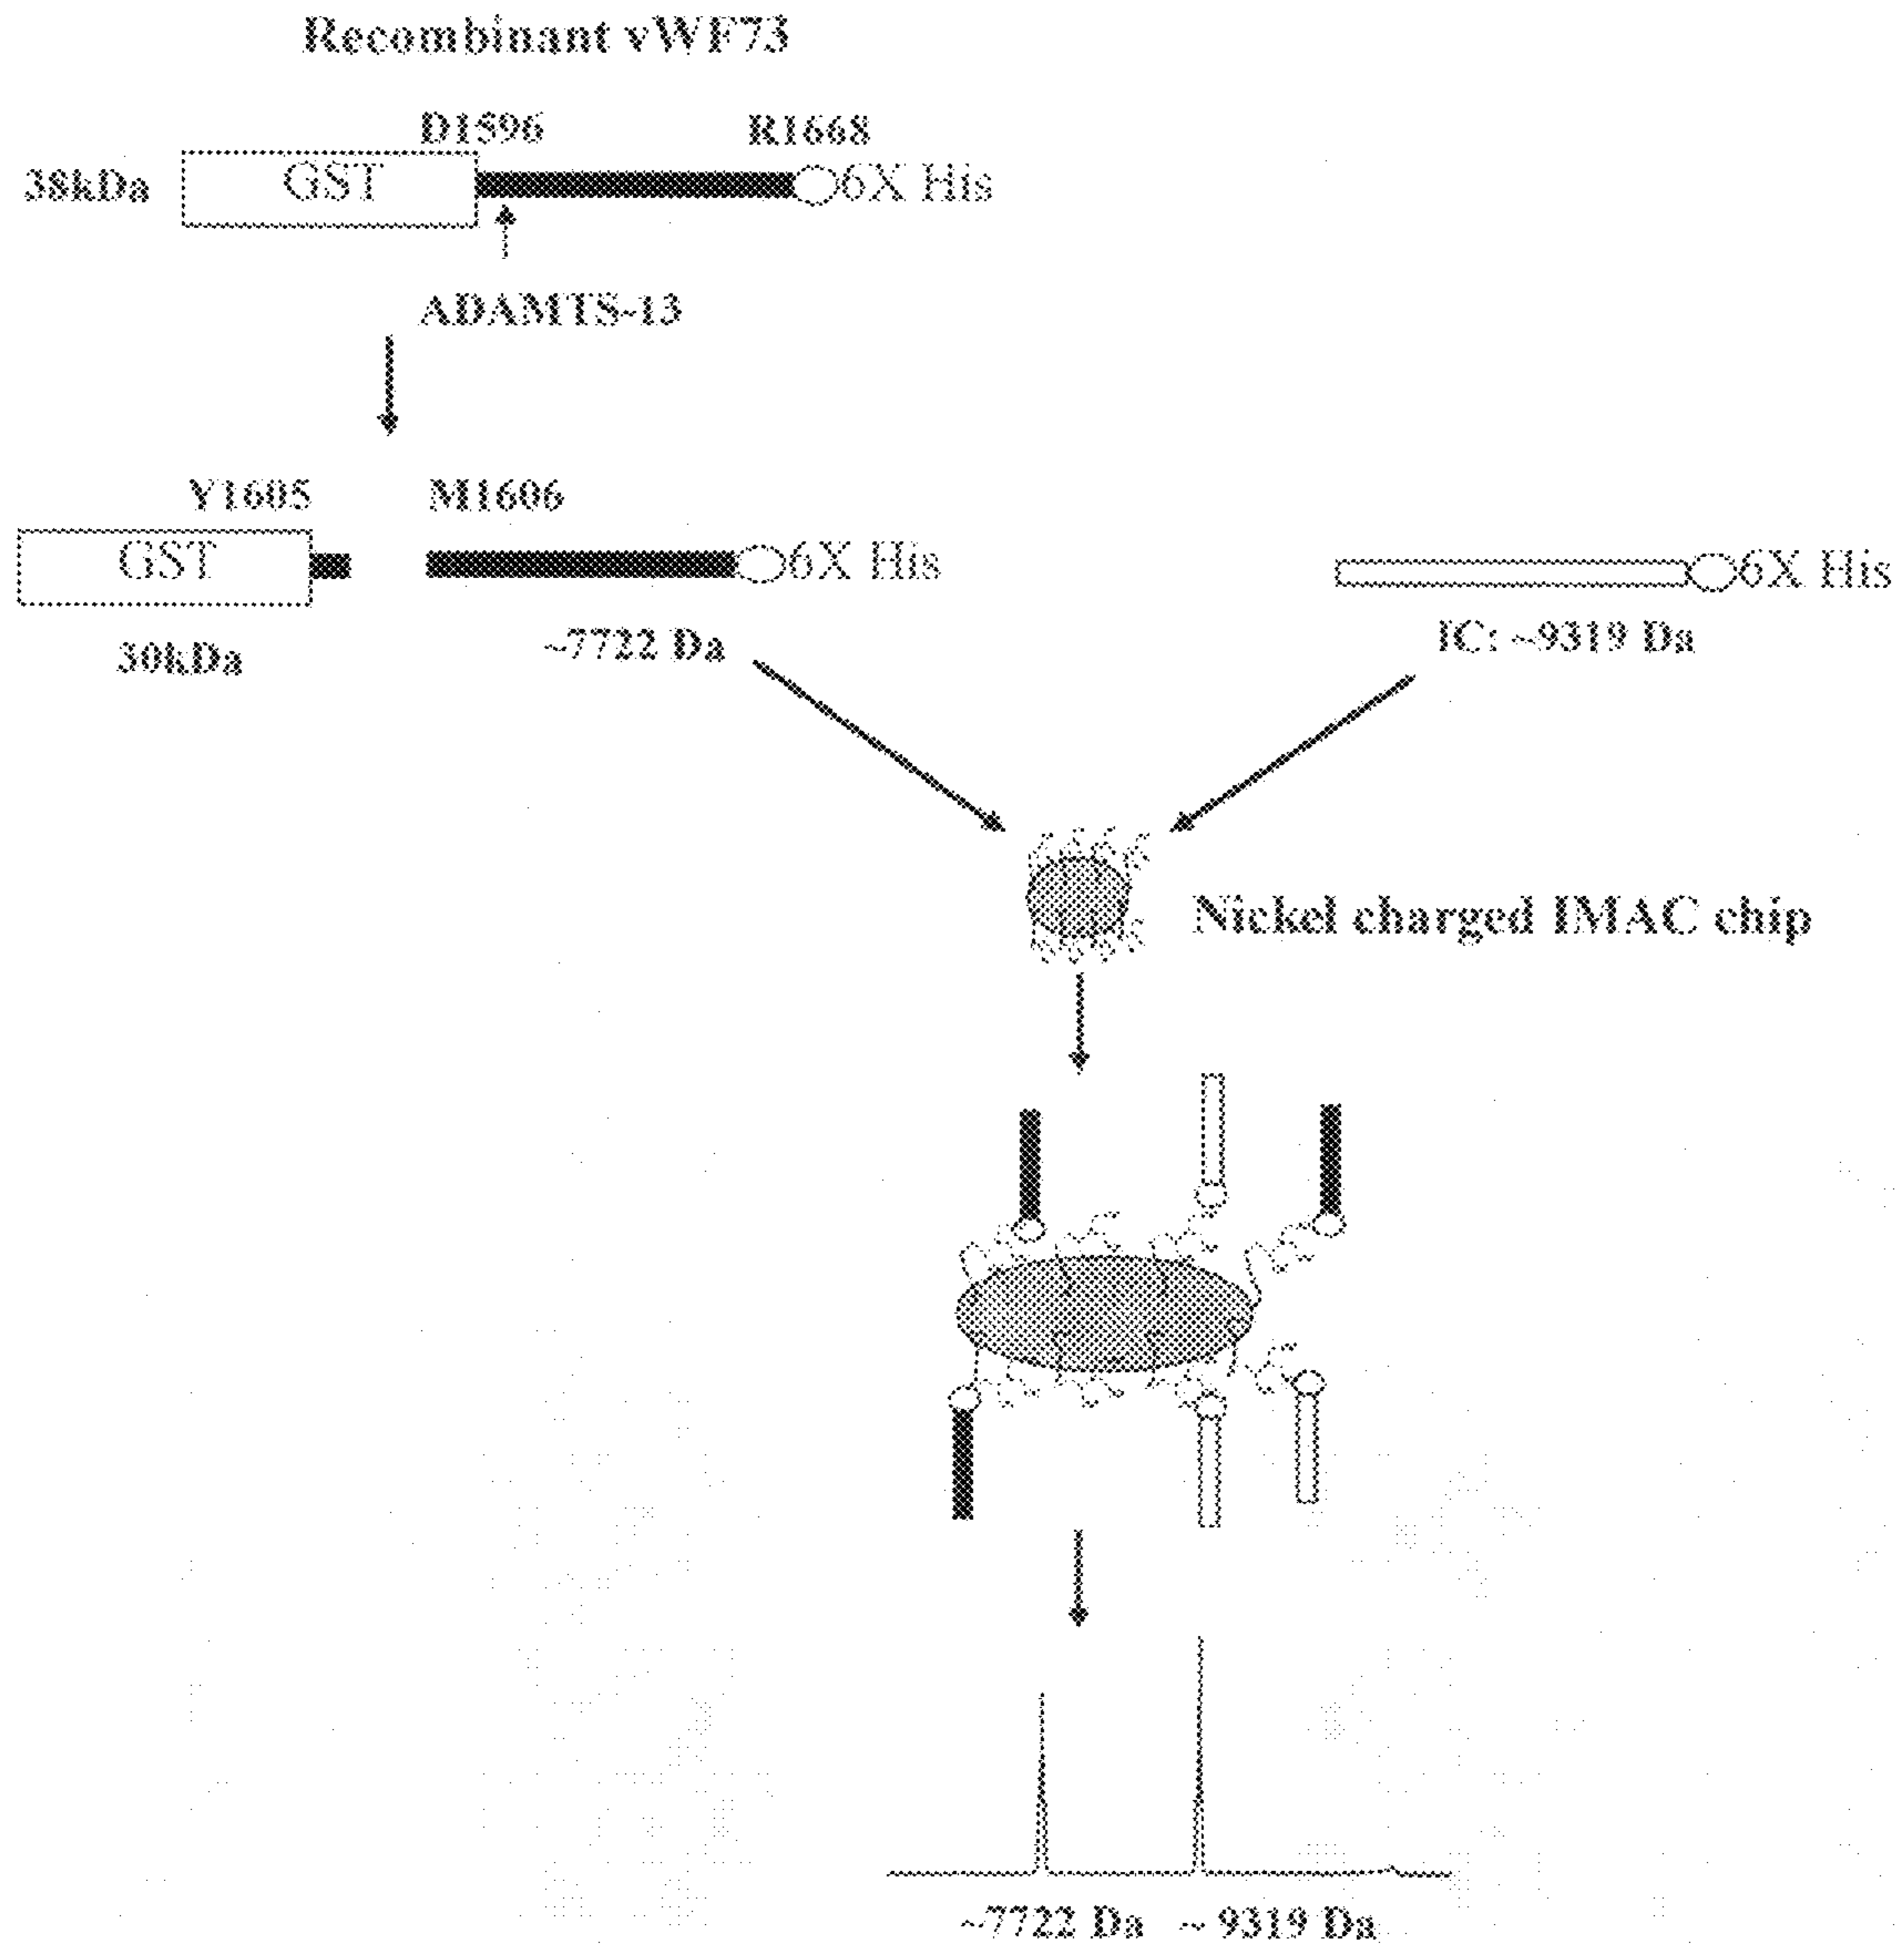 Recombinant vWF73
D1596 R1668
38kDa GST 6X His
ADAMTS-13
Y1605 M1606
GST 6X His 6X His
30kDa ~7722 Da IC: ~9319 Da
Nickel charged IMAC chip
~7722 Da ~ 9319 Da